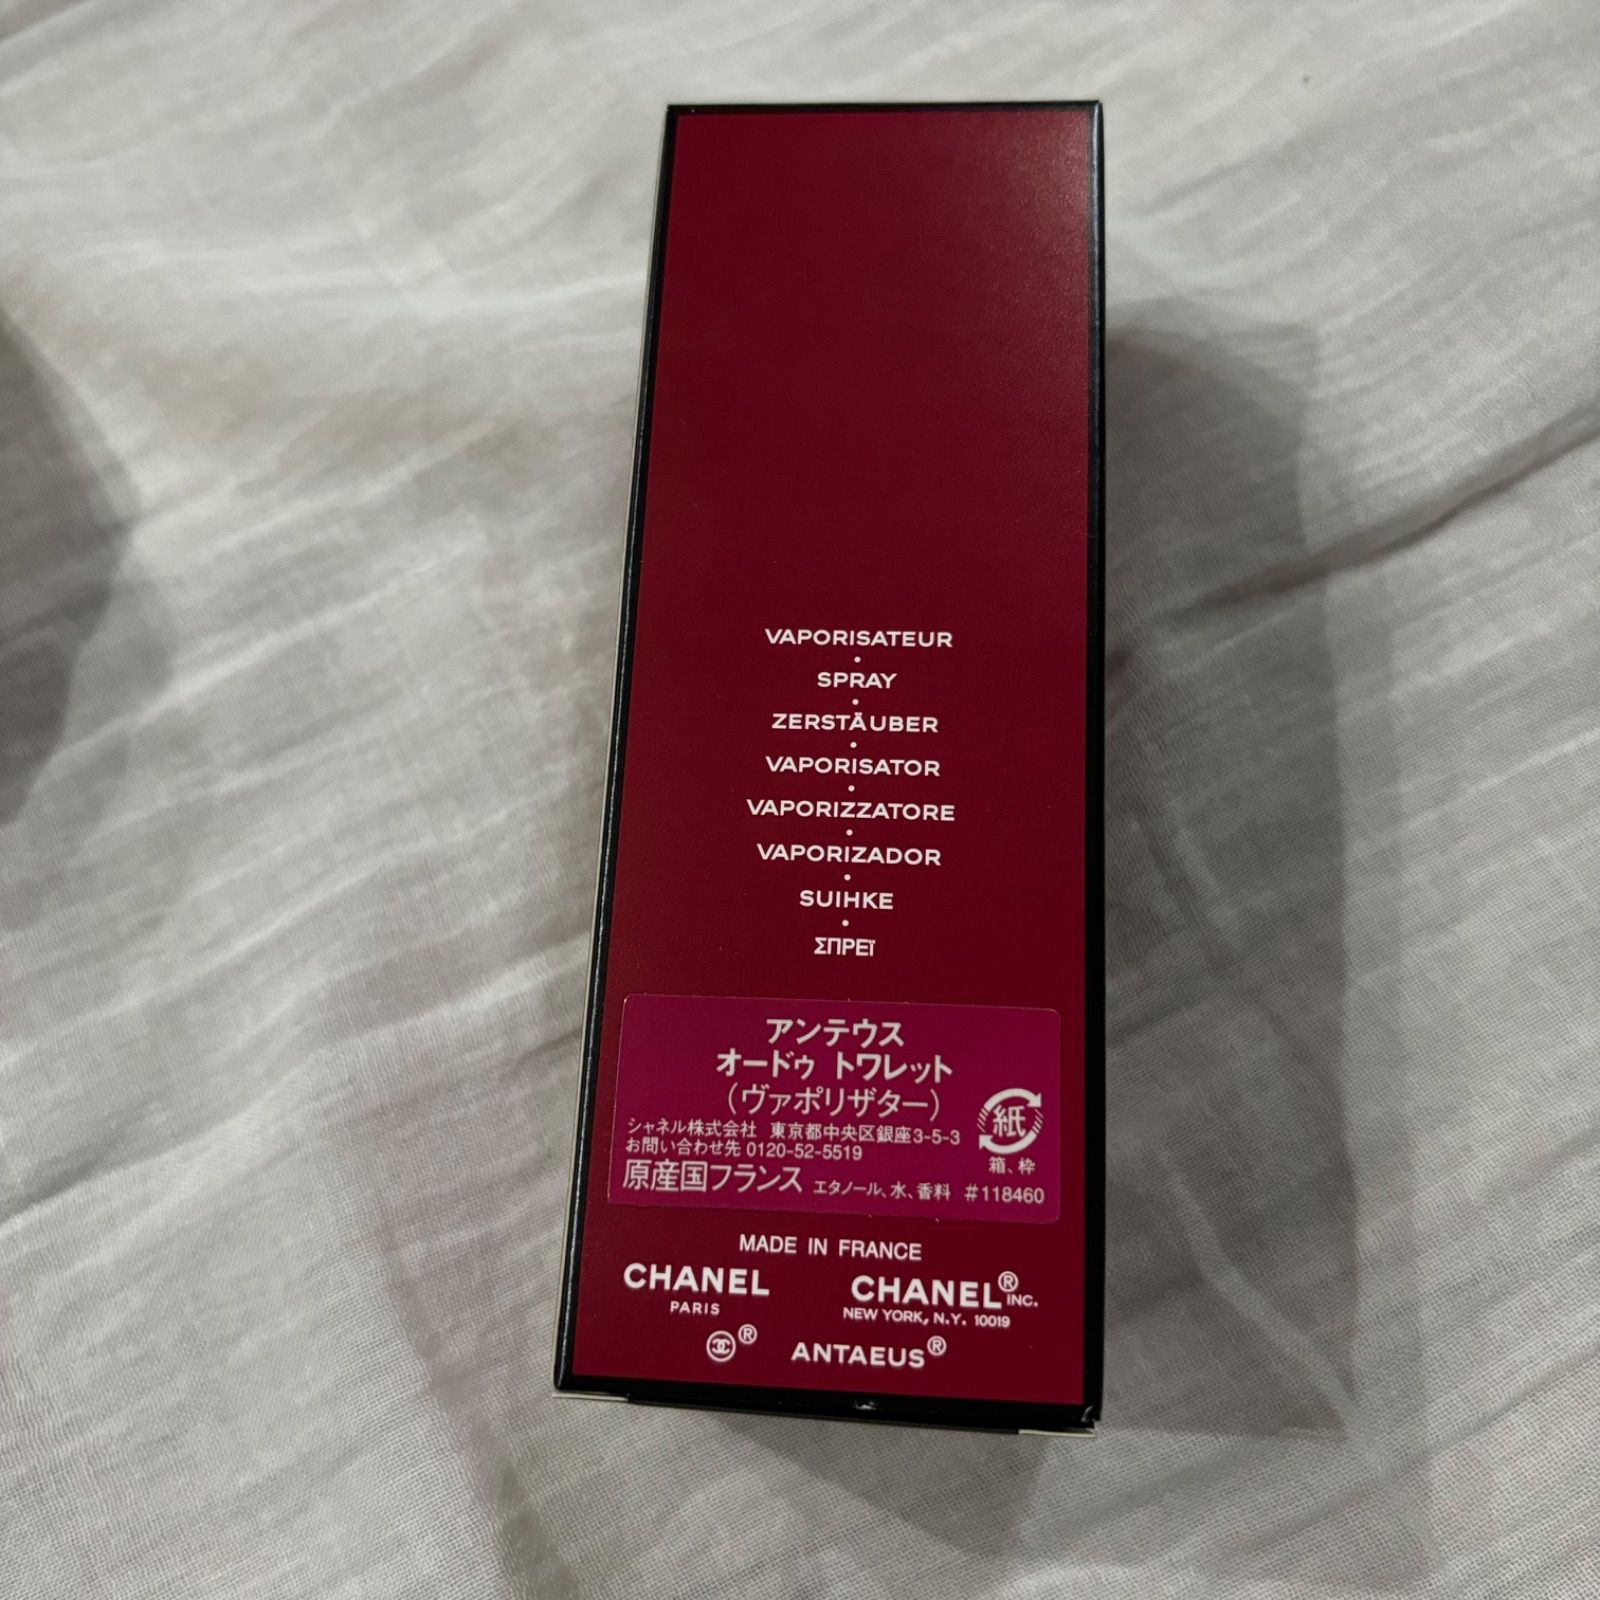 VAPORISATEUR
SPRAY
ZERSTÄUBER
VAPORISATOR
VAPORIZZATORE
VAPORIZADOR
SUIHKE
ΣΠΡΕΪ
アンテウス
オードゥ トワレット
(ヴァポリザター)
シャネル株式会社 東京都中央区銀座3-5-3
お問い合わせ先 0120-52-5519
紙
箱、枠
原産国フランス エタノール、水、香料 #118460
MADE IN FRANCE
CHANEL
PARIS
CHANEL® INC.
NEW YORK, N.Y. 10019
® ANTAEUS®